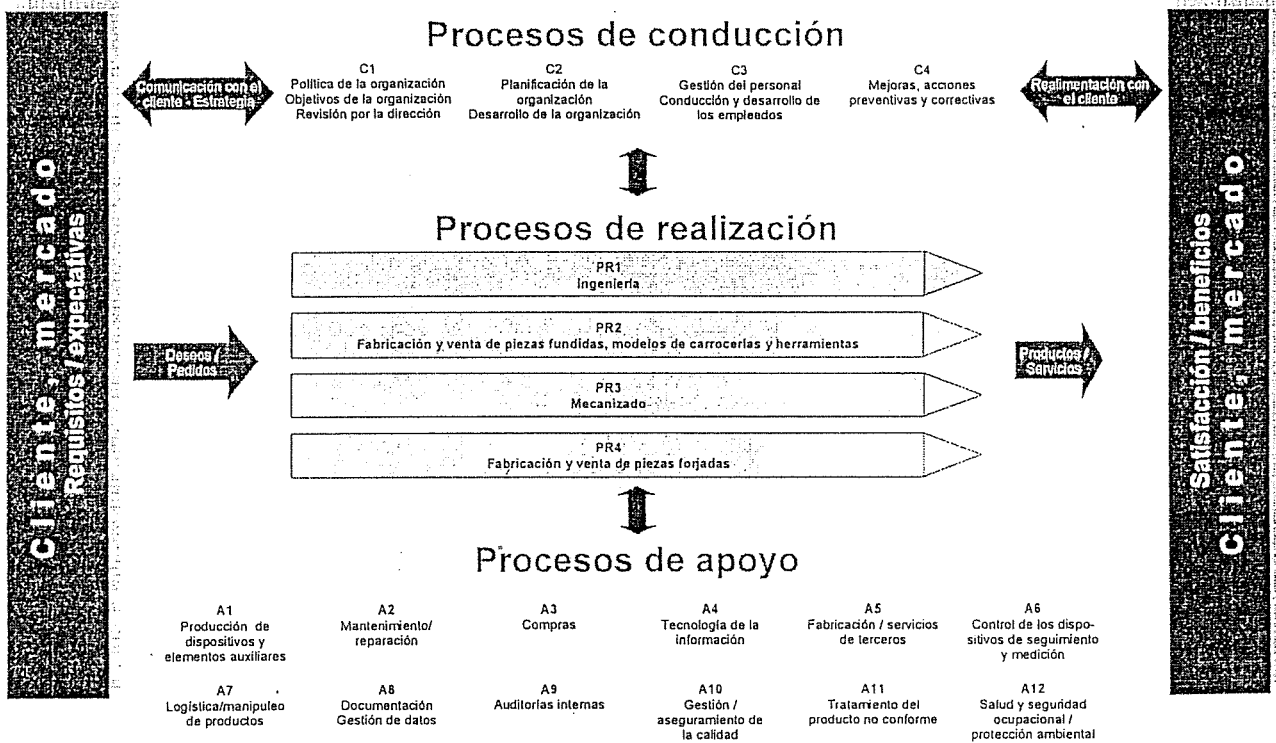 Procesos de conducción
Cliente, mercado
Requisitos / expectativas
Comunicación con el
cliente - Estrategia
C1
Política de la organización
Objetivos de la organización
Revisión por la dirección
C2
Planificación de la
organización
Desarrollo de la organización
C3
Gestión del personal
Conducción y desarrollo de
los empleados
C4
Mejoras, acciones
preventivas y correctivas
Realimentación con
el cliente
Satisfacción / beneficios
Cliente, mercado
Procesos de realización
Deseos /
Pedidos
PR1
Ingeniería
PR2
Fabricación y venta de piezas fundidas, modelos de carrocerías y herramientas
PR3
Mecanizado
PR4
Fabricación y venta de piezas forjadas
Productos /
Servicios
Procesos de apoyo
A1
Producción de
dispositivos y
elementos auxiliares
A2
Mantenimiento/
reparación
A3
Compras
A4
Tecnología de la
información
A5
Fabricación / servicios
de terceros
A6
Control de los dispo-
sitivos de seguimiento
y medición
A7
Logística/manipuleo
de productos
A8
Documentación
Gestión de datos
A9
Auditorías internas
A10
Gestión /
aseguramiento de
la calidad
A11
Tratamiento del
producto no conforme
A12
Salud y seguridad
ocupacional /
protección ambiental